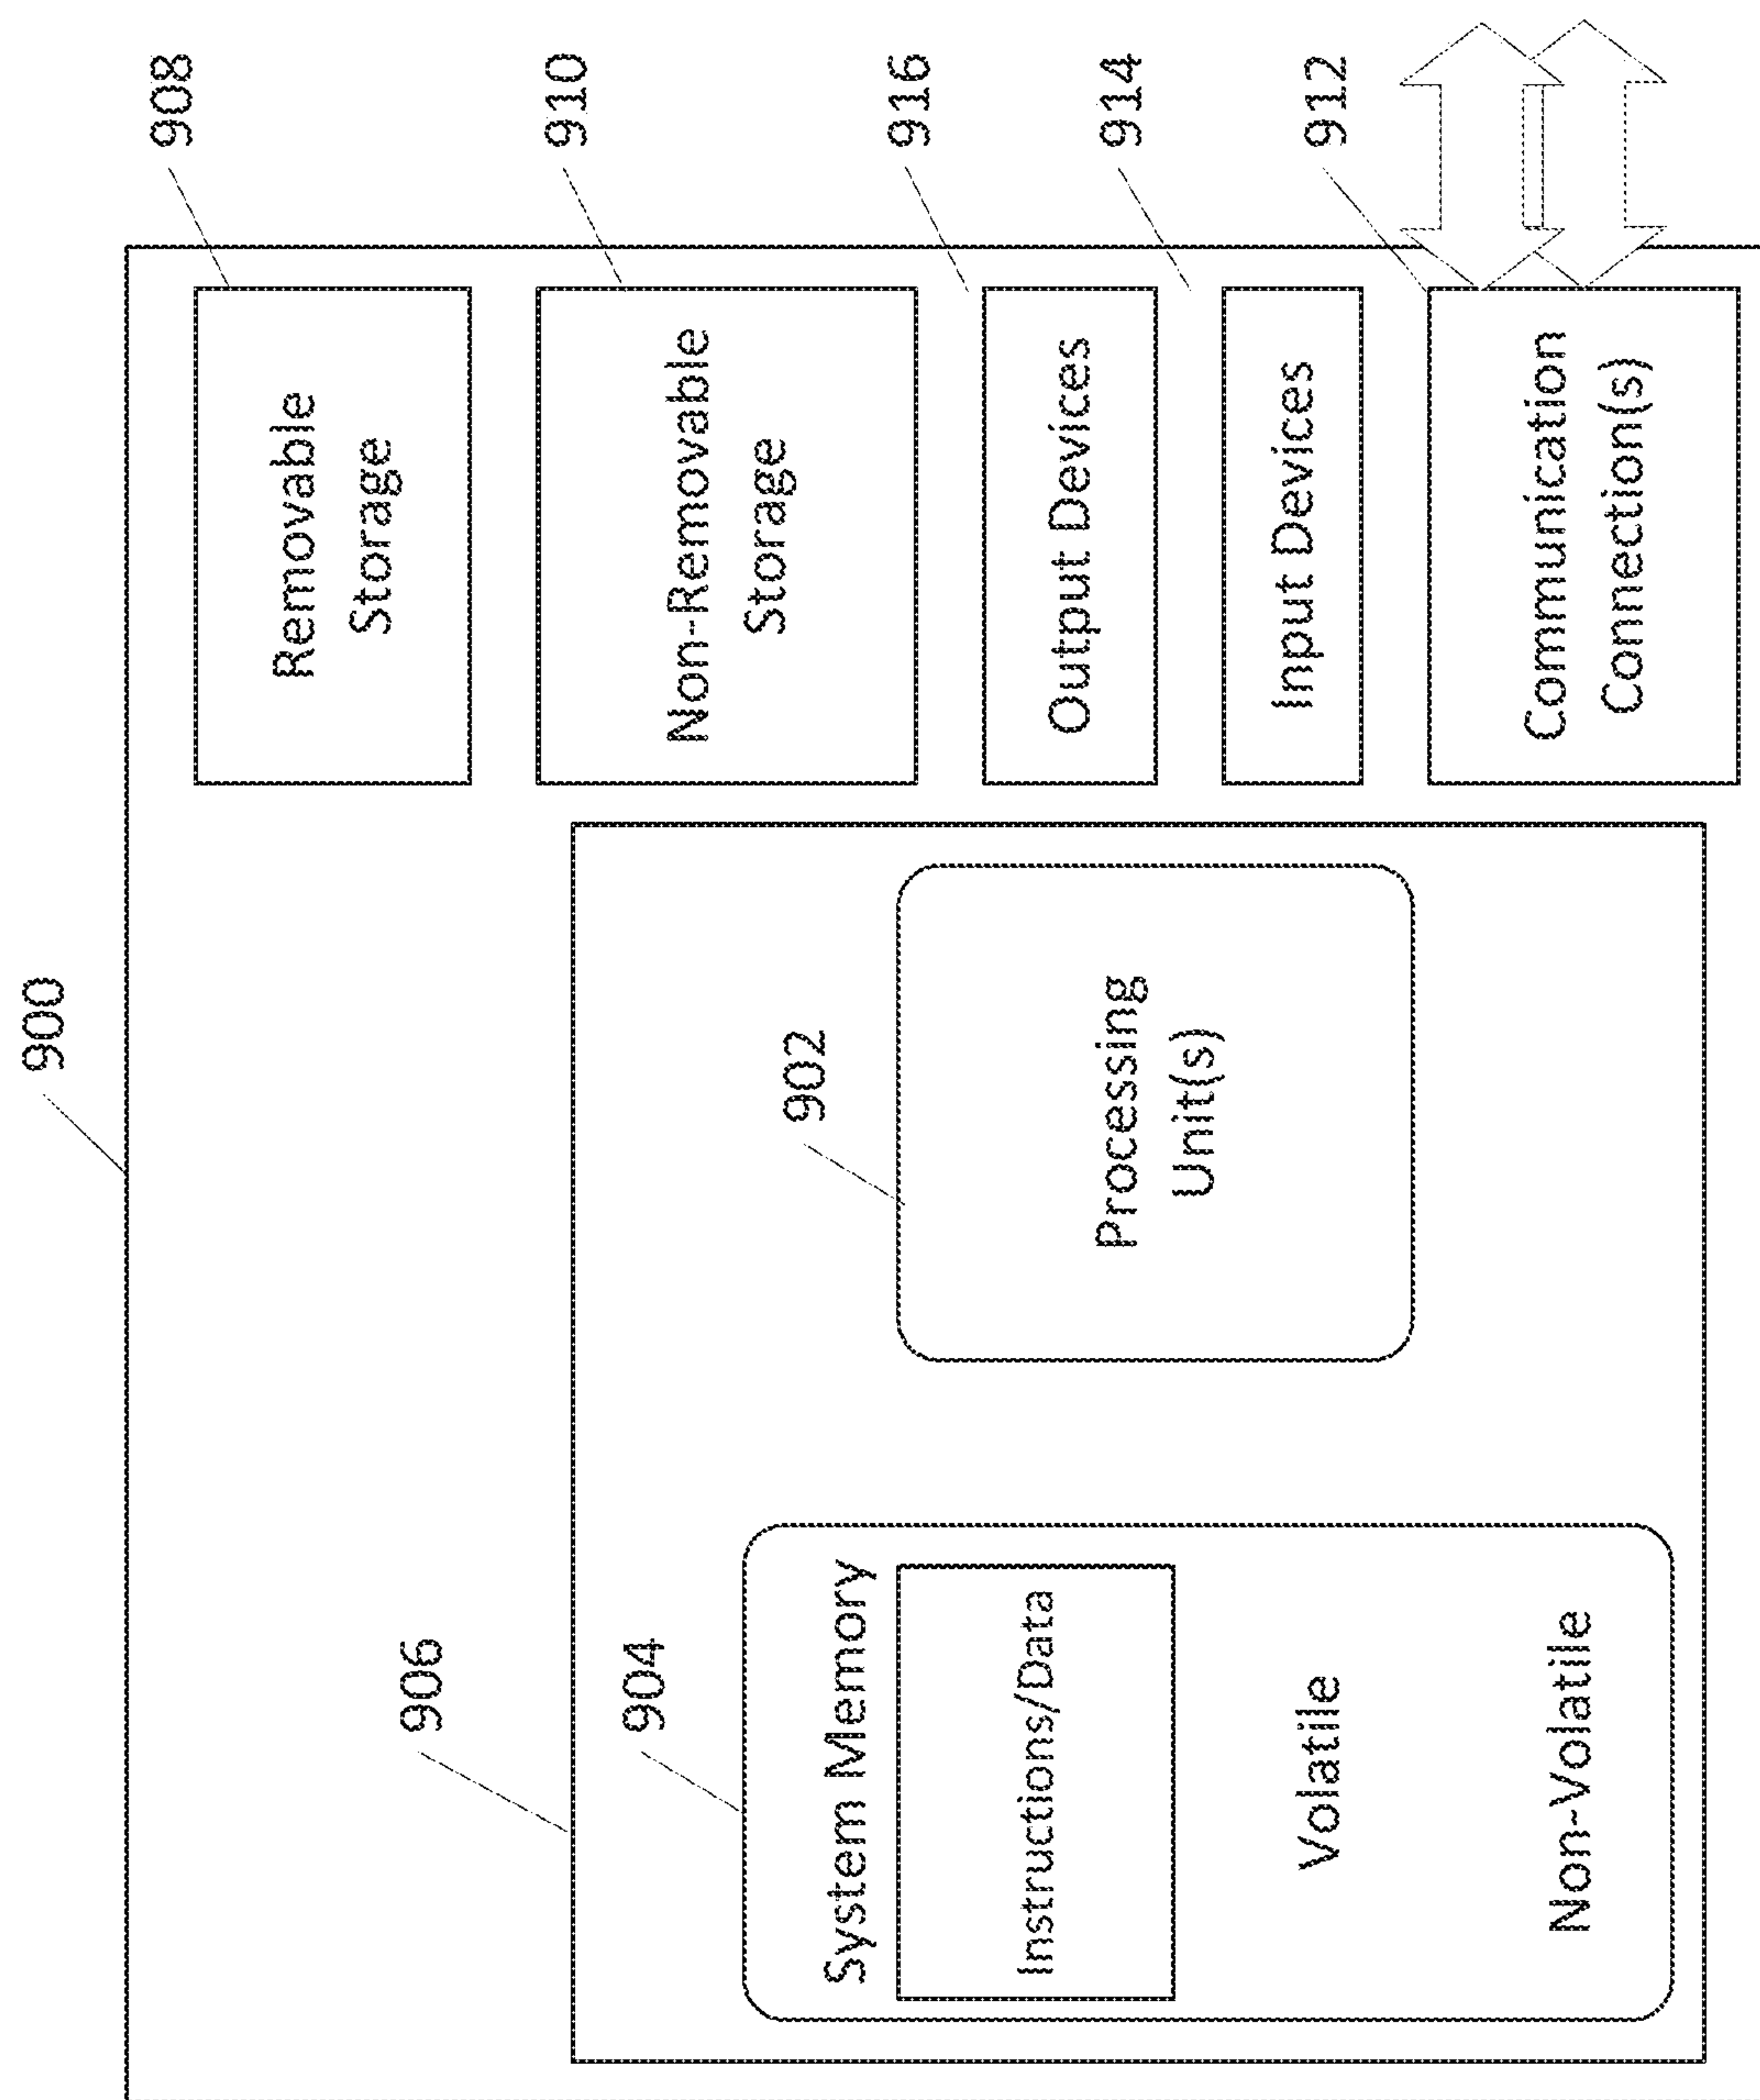 900
906
904
System Memory
Instructions/Data
Volatile
Non-Volatile
902
Processing
Unit(s)
908
Removable
Storage
910
Non-Removable
Storage
916
Output Devices
914
Input Devices
912
Communication
Connection(s)